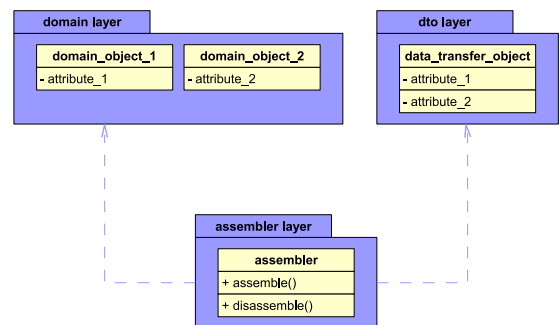 domain layer
dto layer
domain_object_1
- attribute_1
domain_object_2
- attribute_2
data_transfer_object
- attribute_1
- attribute_2
assembler layer
assembler
+ assemble()
+ disassemble()